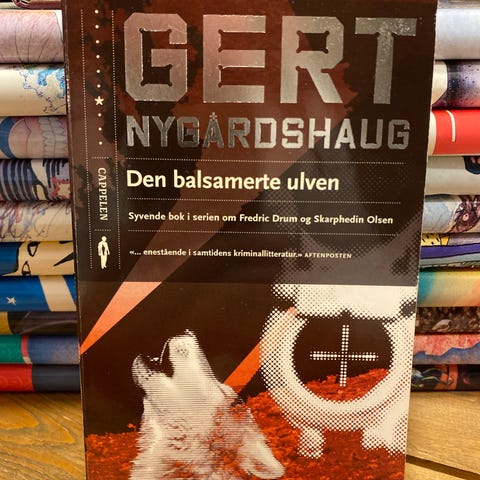 GERT
NYGÅRDSHAUG
Den balsamerte ulven
Syvende bok i serien om Fredric Drum og Skarphedin Olsen
«... enestående i samtidens kriminallitteratur.» AFTENPOSTEN
CAPPELEN